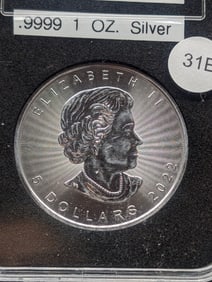 .9999 1 OZ. Silver
31E
ELIZABETH II
5 DOLLARS 2022